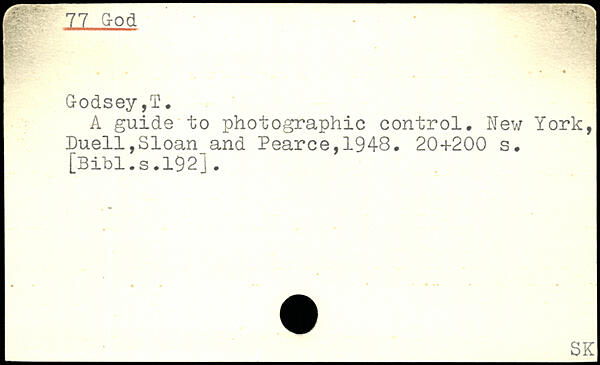 77 God
Godsey,T.
A guide to photographic control. New York,
Duell,Sloan and Pearce,1948. 20+200 s.
[Bibl.s.192].
SK